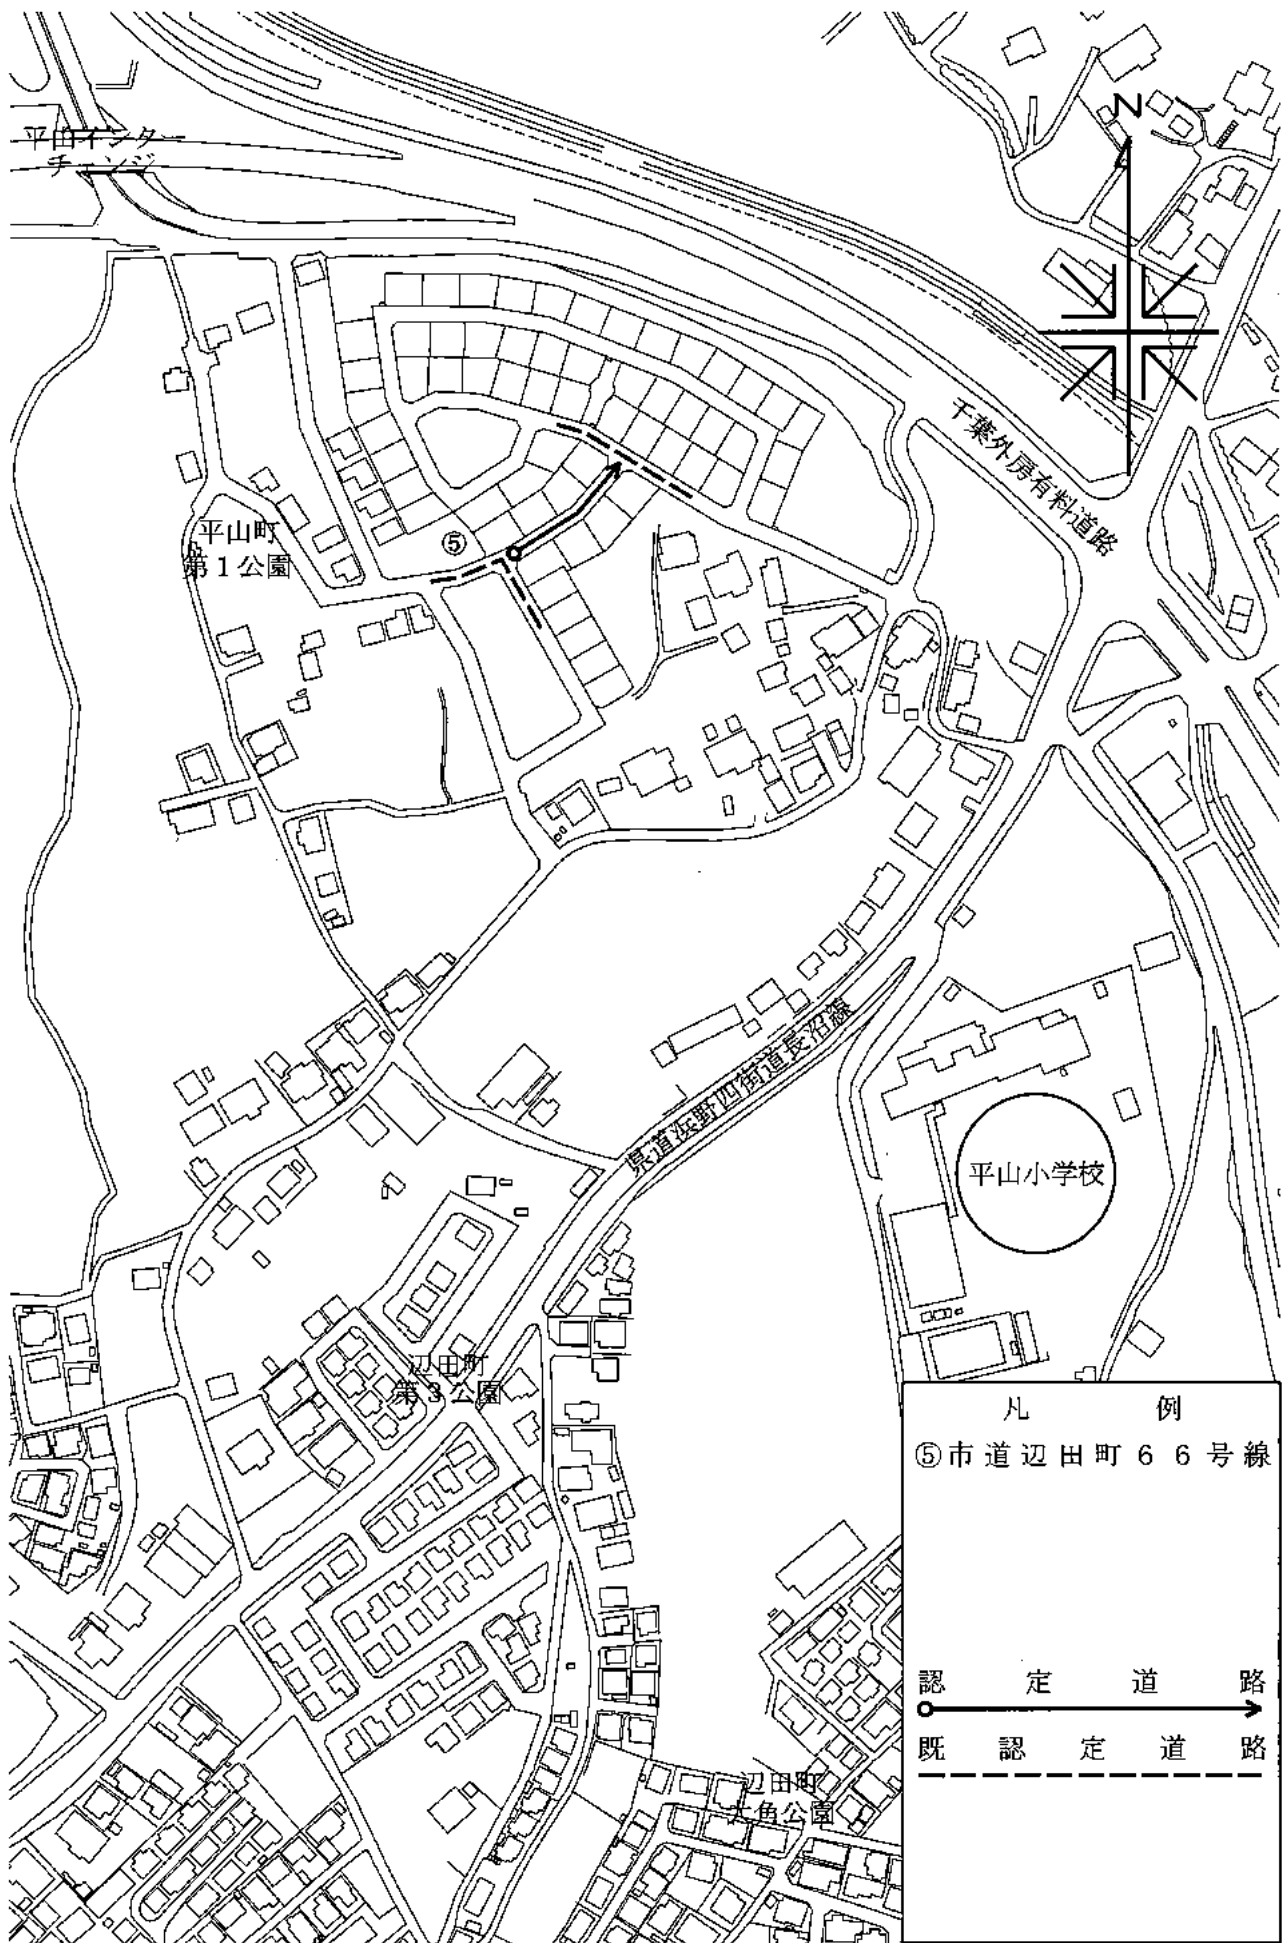 N
平山インター
チェンジ
千葉外房有料道路
平山町
第1公園
⑤
県道浜野四街道長沼線
平山小学校
辺田町
第3公園
凡例
⑤市道辺田町66号線
認定道路
既認定道路
辺田町
大角公園